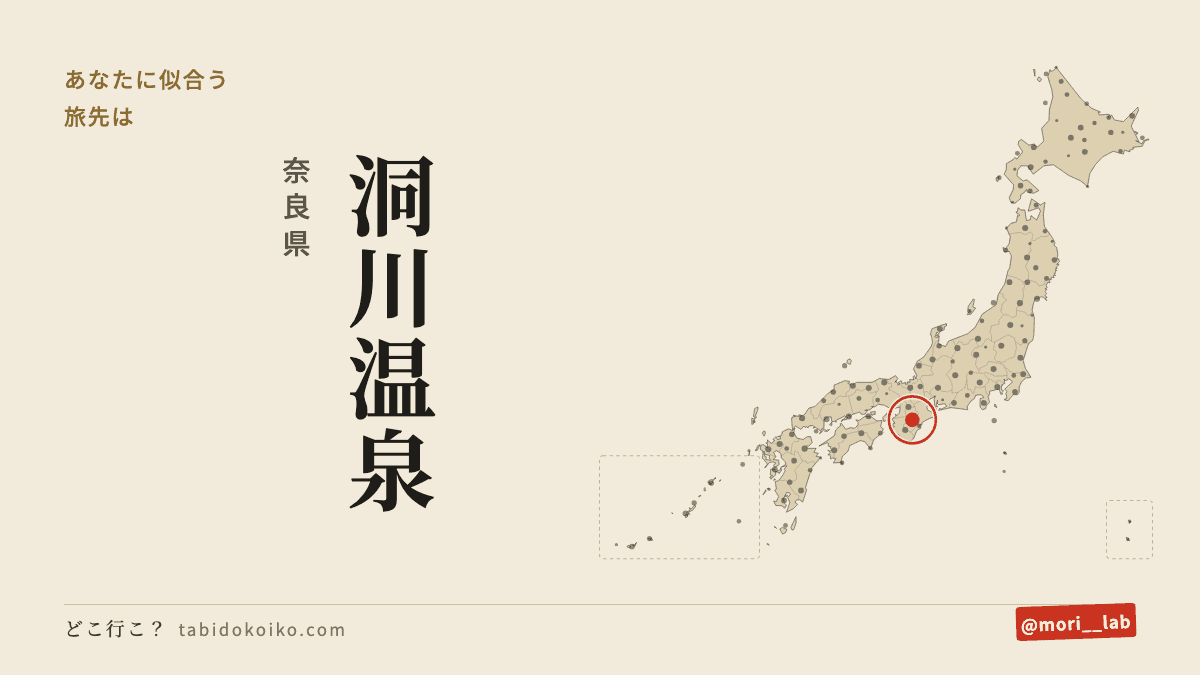 あなたに似合う
旅先は
洞川温泉
奈良県
どこ行こ？ tabidokoiko.com
@mori__lab